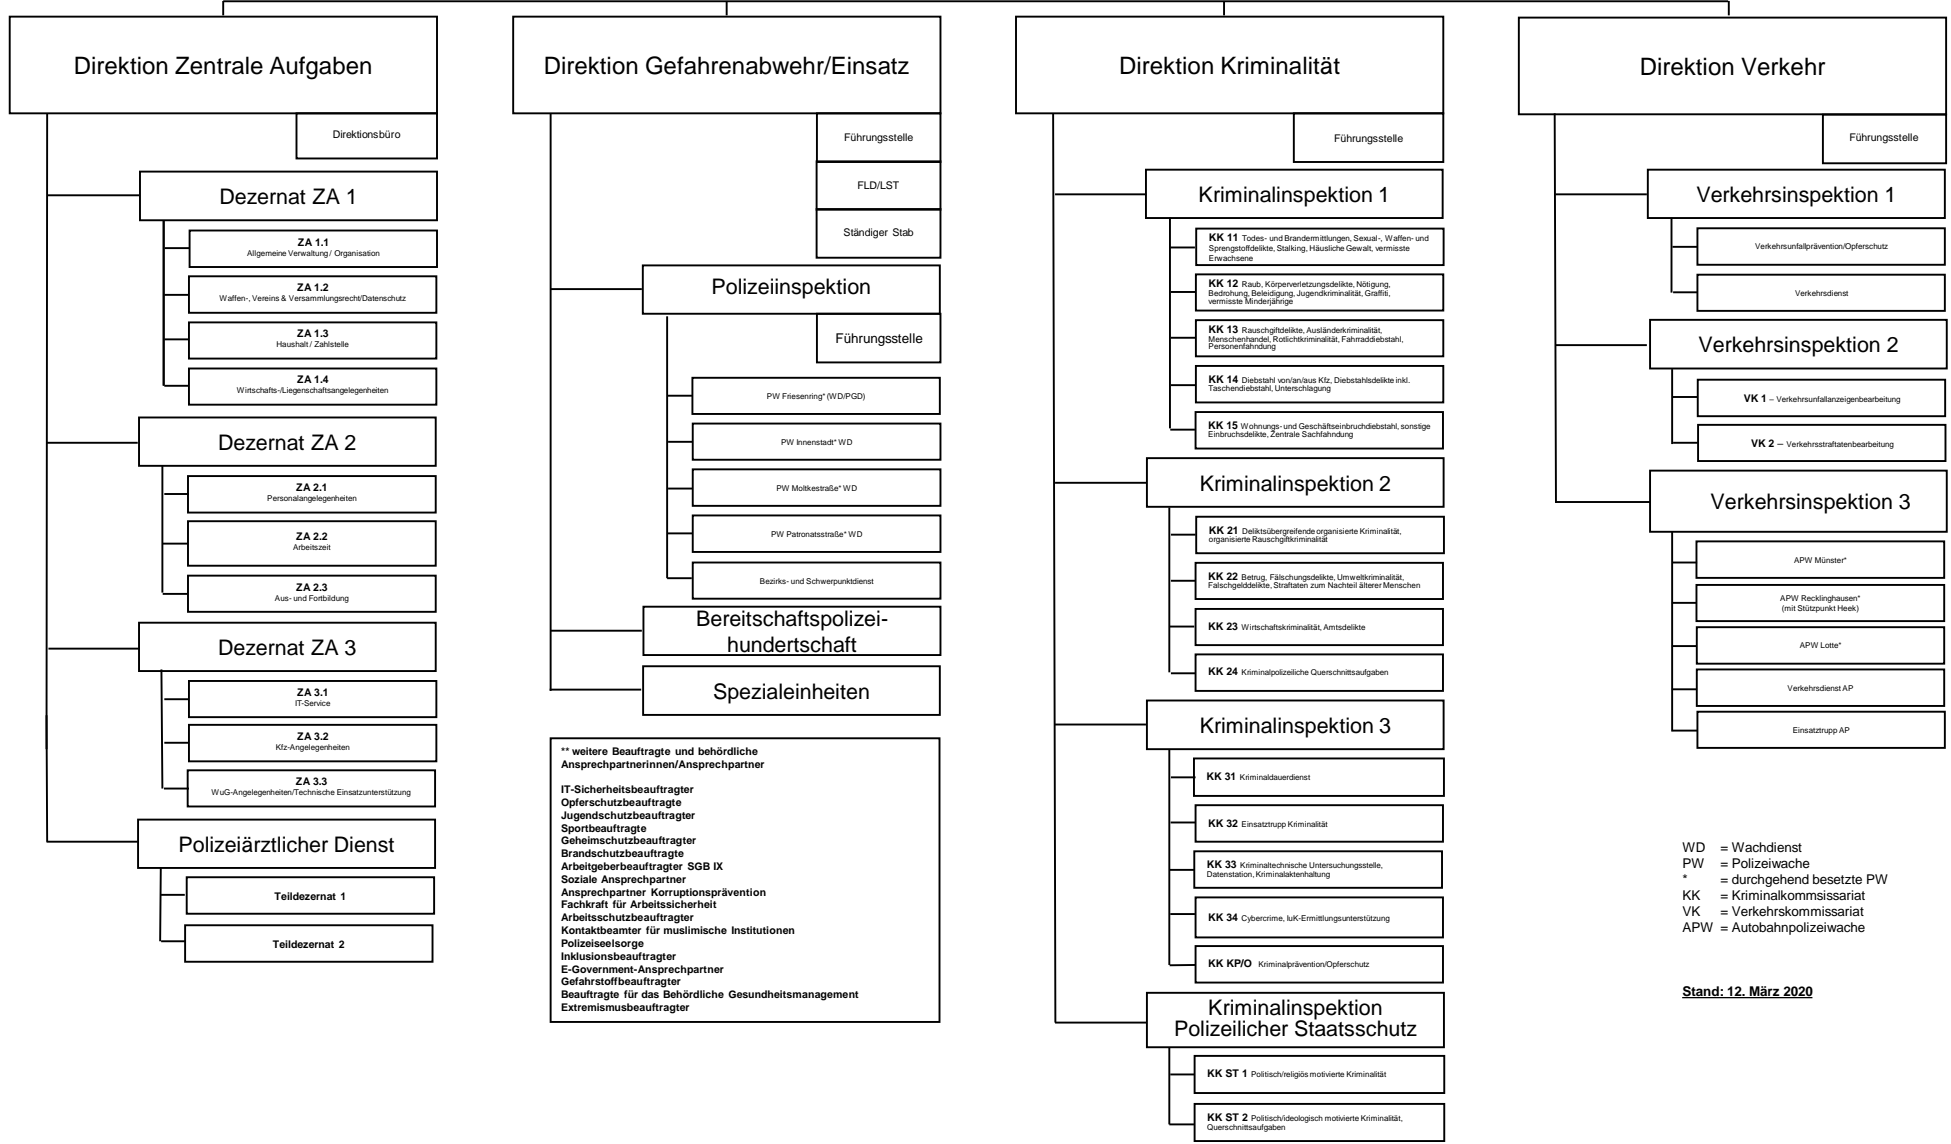 Direktion Zentrale Aufgaben
Direktionsbüro
Dezernat ZA 1
ZA 1.1
Allgemeine Verwaltung / Organisation
ZA 1.2
Waffen-, Vereins & Versammlungsrecht/Datenschutz
ZA 1.3
Haushalt / Zahlstelle
ZA 1.4
Wirtschafts-/Liegenschaftsangelegenheiten
Dezernat ZA 2
ZA 2.1
Personalangelegenheiten
ZA 2.2
Arbeitszeit
ZA 2.3
Aus- und Fortbildung
Dezernat ZA 3
ZA 3.1
IT-Service
ZA 3.2
Kfz-Angelegenheiten
ZA 3.3
WuG-Angelegenheiten/Technische Einsatzunterstützung
Polizeiärztlicher Dienst
Teildezernat 1
Teildezernat 2
Direktion Gefahrenabwehr/Einsatz
Führungsstelle
FLD/LST
Ständiger Stab
Polizeiinspektion
Führungsstelle
PW Friesenring* (WD/PGD)
PW Innenstadt* WD
PW Moltkestraße* WD
PW Patronatsstraße* WD
Bezirks- und Schwerpunktdienst
Bereitschaftspolizei-
hundertschaft
Spezialeinheiten
** weitere Beauftragte und behördliche
Ansprechpartnerinnen/Ansprechpartner
IT-Sicherheitsbeauftragter
Opferschutzbeauftragte
Jugendschutzbeauftragter
Sportbeauftragte
Geheimschutzbeauftragter
Brandschutzbeauftragte
Arbeitgeberbeauftragter SGB IX
Soziale Ansprechpartner
Ansprechpartner Korruptionsprävention
Fachkraft für Arbeitssicherheit
Arbeitsschutzbeauftragter
Kontaktbeamter für muslimische Institutionen
Polizeiseelsorge
Inklusionsbeauftragter
E-Government-Ansprechpartner
Gefahrstoffbeauftragter
Beauftragte für das Behördliche Gesundheitsmanagement
Extremismusbeauftragter
Direktion Kriminalität
Führungsstelle
Kriminalinspektion 1
KK 11 Todes- und Brandermittlungen, Sexual-, Waffen- und
Sprengstoffdelikte, Stalking, Häusliche Gewalt, vermisste
Erwachsene
KK 12 Raub, Körperverletzungsdelikte, Nötigung,
Bedrohung, Beleidigung, Jugendkriminalität, Graffiti,
vermisste Minderjährige
KK 13 Rauschgiftdelikte, Ausländerkriminalität,
Menschenhandel, Rotlichtkriminalität, Fahrraddiebstahl,
Personenfahndung
KK 14 Diebstahl von/an/aus Kfz, Diebstahlsdelikte inkl.
Taschendiebstahl, Unterschlagung
KK 15 Wohnungs- und Geschäftseinbruchdiebstahl, sonstige
Einbruchsdelikte, Zentrale Sachfahndung
Kriminalinspektion 2
KK 21 Deliktsübergreifende organisierte Kriminalität,
organisierte Rauschgiftkriminalität
KK 22 Betrug, Fälschungsdelikte, Umweltkriminalität,
Falschgelddelikte, Straftaten zum Nachteil älterer Menschen
KK 23 Wirtschaftskriminalität, Amtsdelikte
KK 24 Kriminalpolizeiliche Querschnittsaufgaben
Kriminalinspektion 3
KK 31 Kriminaldauerdienst
KK 32 Einsatztrupp Kriminalität
KK 33 Kriminaltechnische Untersuchungsstelle,
Datenstation, Kriminalaktenhaltung
KK 34 Cybercrime, IuK-Ermittlungsunterstützung
KK KP/O Kriminalprävention/Opferschutz
Kriminalinspektion
Polizeilicher Staatsschutz
KK ST 1 Politisch/religiös motivierte Kriminalität
KK ST 2 Politisch/ideologisch motivierte Kriminalität,
Querschnittsaufgaben
Direktion Verkehr
Führungsstelle
Verkehrsinspektion 1
Verkehrsunfallprävention/Opferschutz
Verkehrsdienst
Verkehrsinspektion 2
VK 1 – Verkehrsunfallanzeigenbearbeitung
VK 2 – Verkehrsstraftatenbearbeitung
Verkehrsinspektion 3
APW Münster*
APW Recklinghausen*
(mit Stützpunkt Heek)
APW Lotte*
Verkehrsdienst AP
Einsatztrupp AP
WD = Wachdienst
PW = Polizeiwache
* = durchgehend besetzte PW
KK = Kriminalkommsissariat
VK = Verkehrskommissariat
APW = Autobahnpolizeiwache
Stand: 12. März 2020